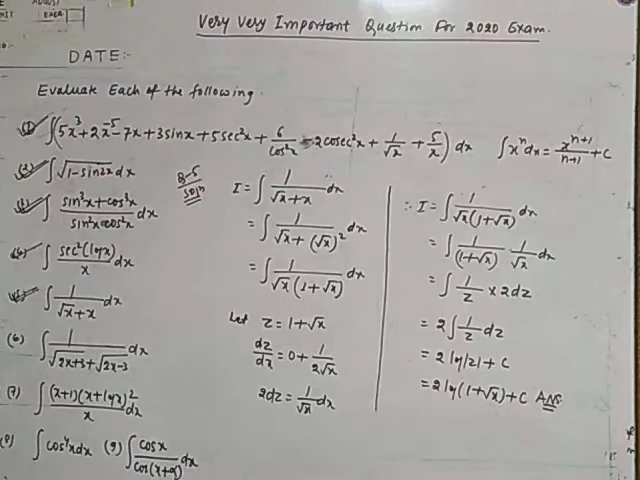 AUGUST
EADER
Very Very Important Question For 2020 Exam.
DATE:-
Evaluate Each of the following.
(1) ∫(5x³+2x⁻⁵-7x+3sinx+5sec²x+6/cos²x-2cosec²x+1/√x+5/x)dx
∫xⁿdx=xⁿ⁺¹/n+1+c
(2) ∫√1-sin2x dx
(3) ∫sin³x+cos³x/sin²x cos²x dx
(4) ∫sec²(logx)/x dx
(5) ∫1/√x+x dx
(6) ∫1/√2x+3+√2x-3 dx
(7) ∫(x+1)(x+logx)²/x dx
(8) ∫cos⁴x dx (9) ∫cosx/cos(x+α) dx
Q-5
Solⁿ
I=∫1/√x+x dx
=∫1/√x+(√x)² dx
=∫1/√x(1+√x) dx
Let z=1+√x
dz/dx=0+1/2√x
2dz=1/√x dx
∴ I=∫1/√x(1+√x) dx
=∫1/(1+√x) 1/√x dx
=∫1/z×2dz
=2∫1/z dz
=2log|z|+c
=2log(1+√x)+c ANS